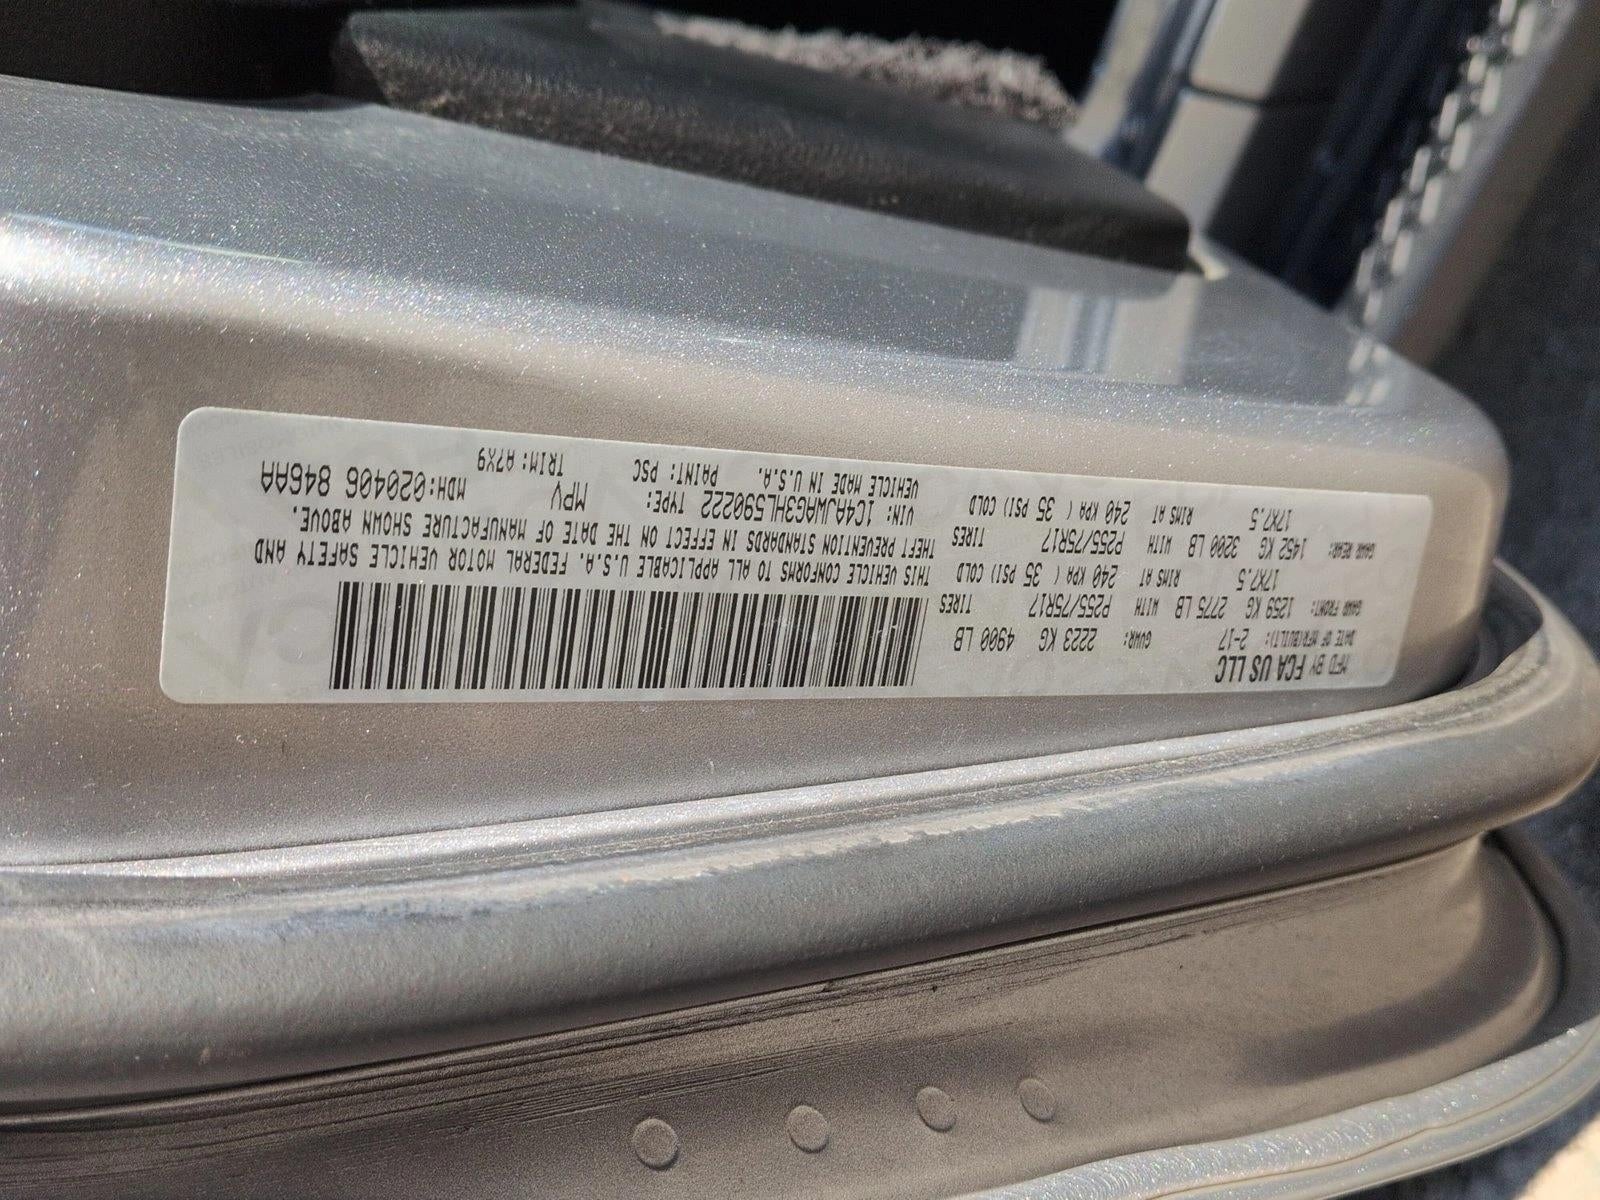 MFD BY FCA US LLC
DATE OF MFR(BUILT): 2-17 GVWR: 2223 KG 4900 LB
GAWR FRONT: 1259 KG 2775 LB WITH P255/75R17 TIRES
17X7.5 RIMS AT 240 KPA ( 35 PSI) COLD
GAWR REAR: 1452 KG 3200 LB WITH P255/75R17 TIRES
17X7.5 RIMS AT 240 KPA ( 35 PSI) COLD
THIS VEHICLE CONFORMS TO ALL APPLICABLE U.S.A. FEDERAL MOTOR VEHICLE SAFETY AND
THEFT PREVENTION STANDARDS IN EFFECT ON THE DATE OF MANUFACTURE SHOWN ABOVE.
VIN: 1C4AJWAG3HL590222 TYPE: MPV MDH:020406 846AA
VEHICLE MADE IN U.S.A. PAINT: PSC TRIM:A7X9